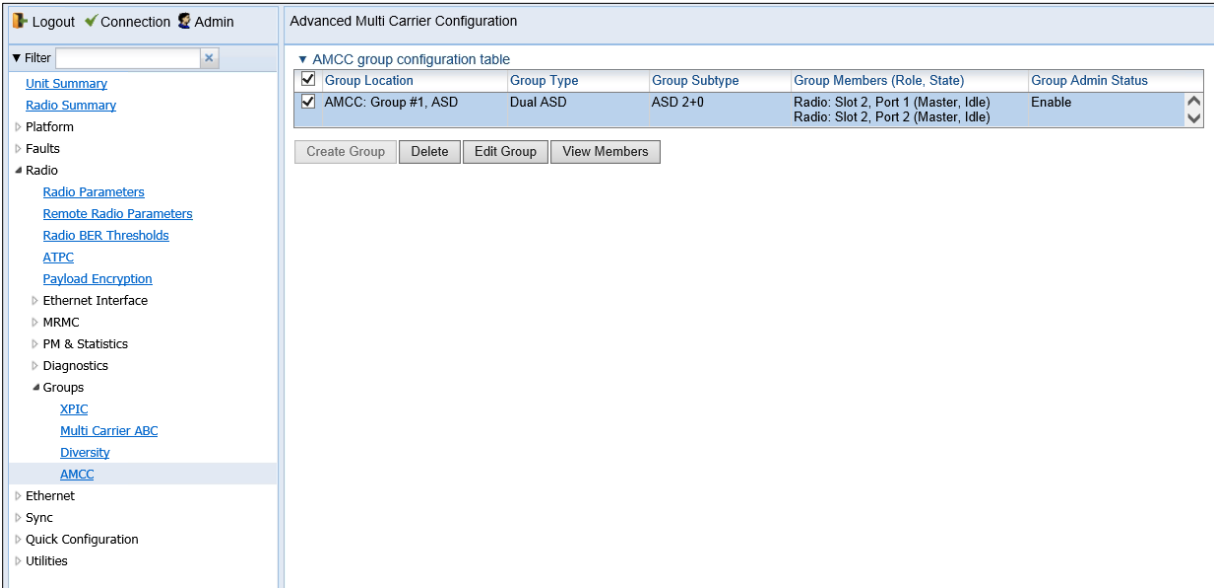 Logout Connection Admin
Filter
Unit Summary
Radio Summary
Platform
Faults
Radio
Radio Parameters
Remote Radio Parameters
Radio BER Thresholds
ATPC
Payload Encryption
Ethernet Interface
MRMC
PM & Statistics
Diagnostics
Groups
XPIC
Multi Carrier ABC
Diversity
AMCC
Ethernet
Sync
Quick Configuration
Utilities
Advanced Multi Carrier Configuration
AMCC group configuration table
Group Location Group Type Group Subtype Group Members (Role, State) Group Admin Status
AMCC: Group #1, ASD Dual ASD ASD 2+0 Radio: Slot 2, Port 1 (Master, Idle) Enable
Radio: Slot 2, Port 2 (Master, Idle)
Create Group Delete Edit Group View Members